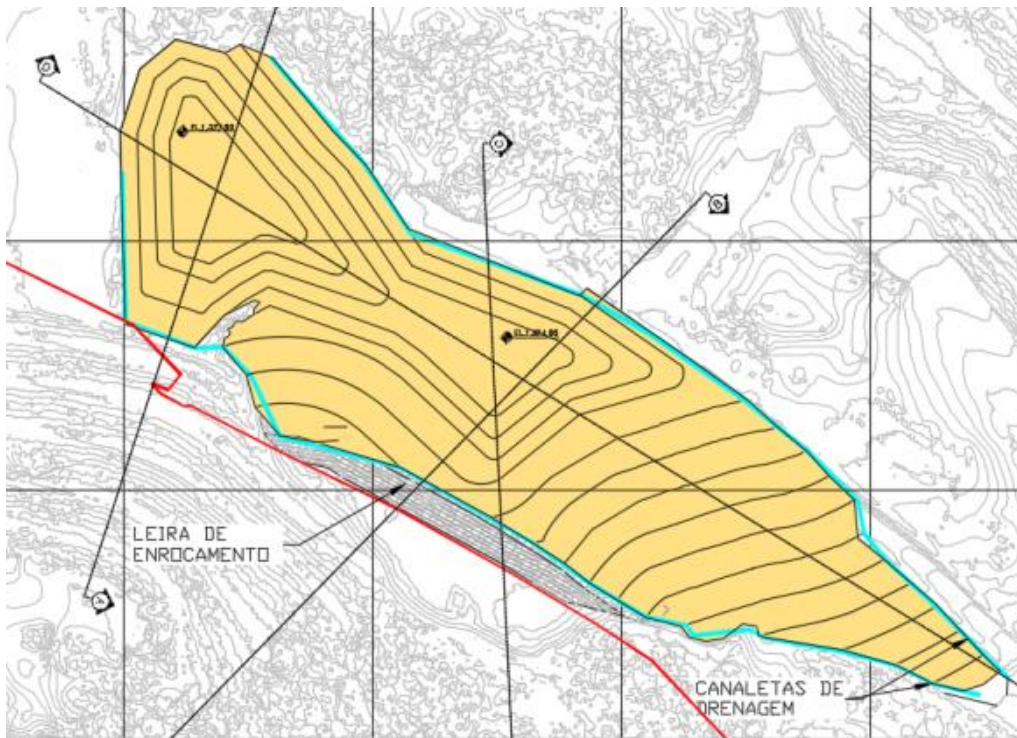 C
B
LEIRA DE
ENROCAMENTO
A
CANALETAS DE
DRENAGEM